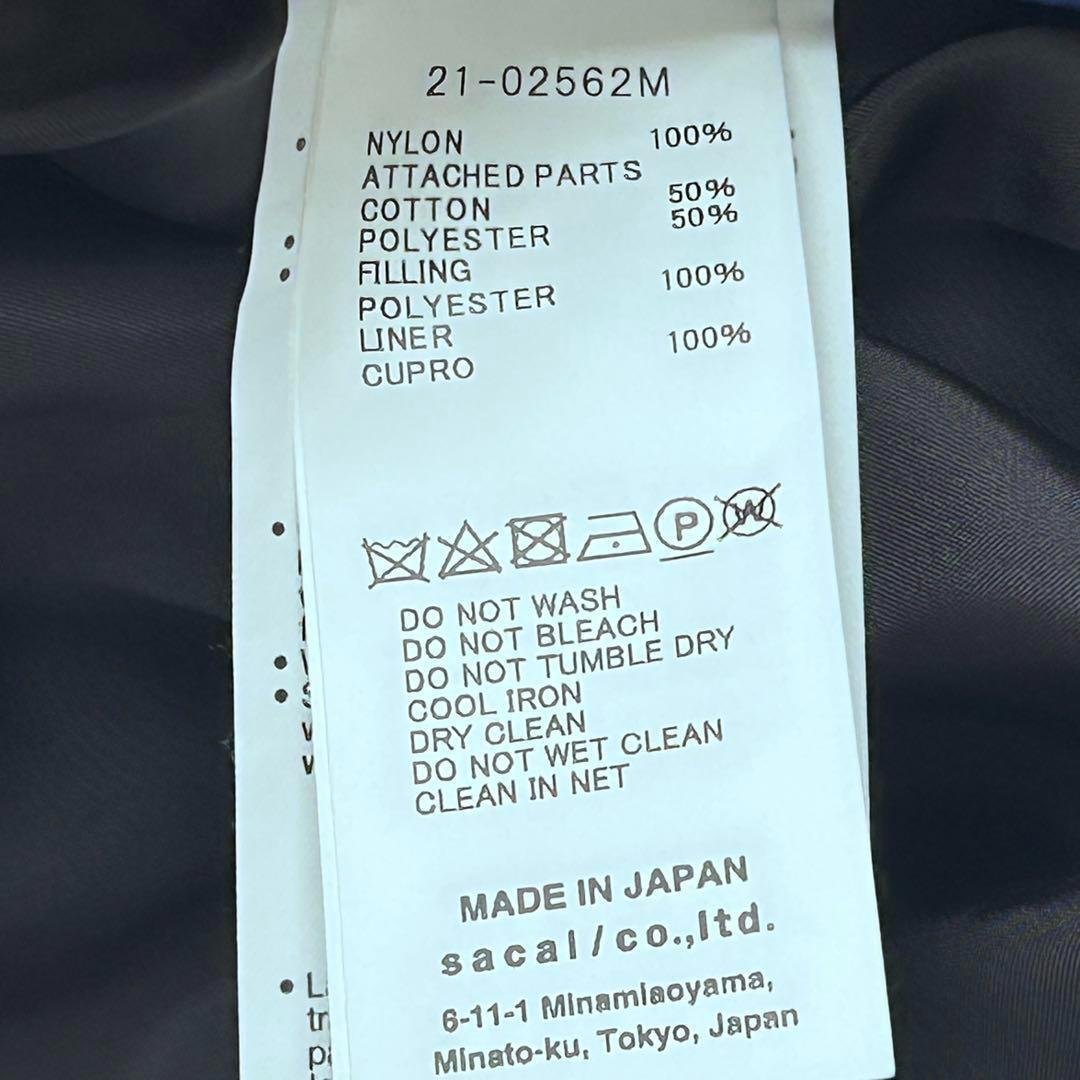 21-02562M
NYLON 100%
ATTACHED PARTS
COTTON 50%
POLYESTER 50%
FILLING
POLYESTER 100%
LINER
CUPRO 100%
P W
DO NOT WASH
DO NOT BLEACH
DO NOT TUMBLE DRY
COOL IRON
DRY CLEAN
DO NOT WET CLEAN
CLEAN IN NET
MADE IN JAPAN
sacai/co.,ltd.
6-11-1 Minamiaoyama,
Minato-ku, Tokyo, Japan